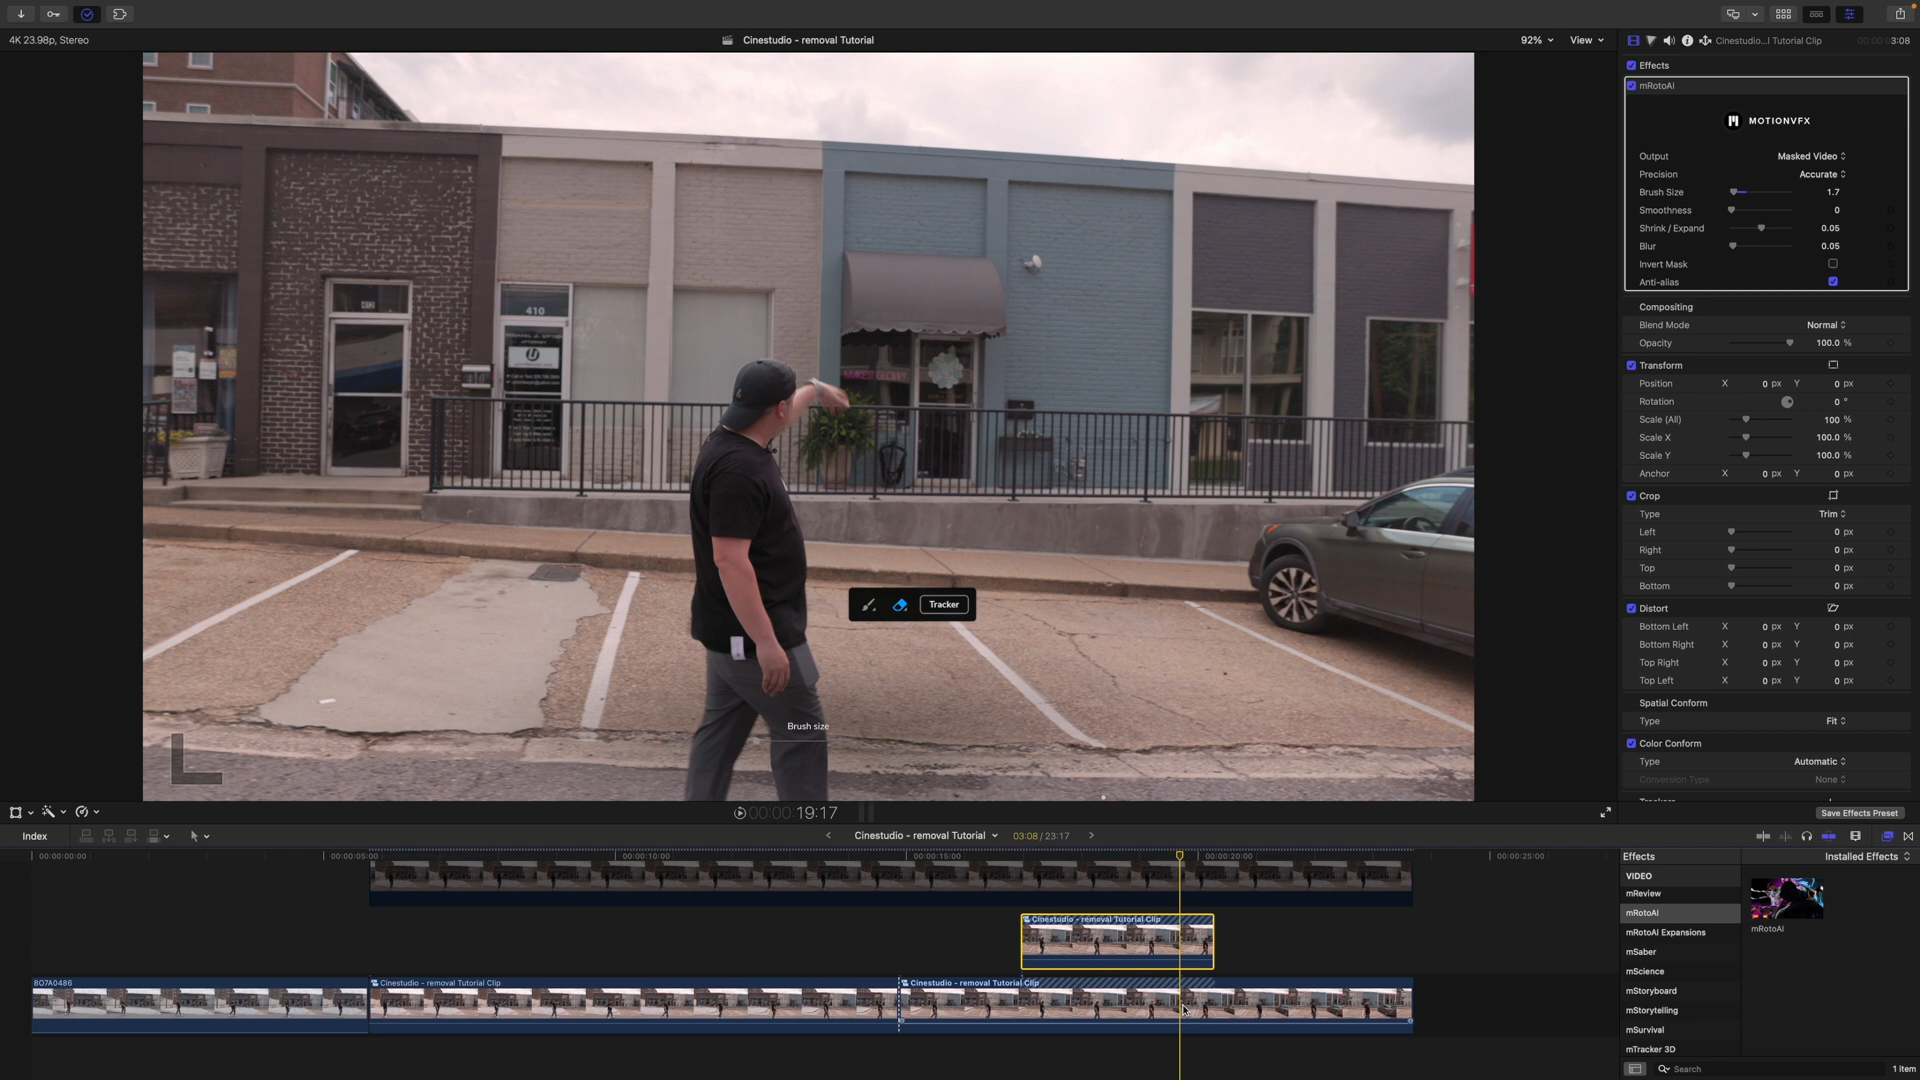 4K 23.98p, Stereo
Cinestudio - removal Tutorial
92%
View
Cinestudio...l Tutorial Clip
00:00:03:08
Effects
mRotoAI
MOTIONVFX
Output Masked Video
Precision Accurate
Brush Size 1.7
Smoothness 0
Shrink / Expand 0.05
Blur 0.05
Invert Mask
Anti-alias
Compositing
Blend Mode Normal
Opacity 100.0 %
Transform
Position X 0 px Y 0 px
Rotation 0 °
Scale (All) 100 %
Scale X 100.0 %
Scale Y 100.0 %
Anchor X 0 px Y 0 px
Crop
Type Trim
Left 0 px
Right 0 px
Top 0 px
Bottom 0 px
Distort
Bottom Left X 0 px Y 0 px
Bottom Right X 0 px Y 0 px
Top Right X 0 px Y 0 px
Top Left X 0 px Y 0 px
Spatial Conform
Type Fit
Color Conform
Type Automatic
Conversion Type None
Save Effects Preset
412
410
ATTORNEY
Tracker
Brush size
00:00:00:19:17
Index
Cinestudio - removal Tutorial
03:08 / 23:17
00:00:00:00
00:00:05:00
00:00:10:00
00:00:15:00
00:00:20:00
00:00:25:00
Cinestudio - removal Tutorial Clip
8O7A0486
Cinestudio - removal Tutorial Clip
Cinestudio - removal Tutorial Clip
Effects
Installed Effects
VIDEO
mReview
mRotoAI
mRotoAI Expansions
mSaber
mScience
mStoryboard
mStorytelling
mSurvival
mTracker 3D
mRotoAI
Search
1 item